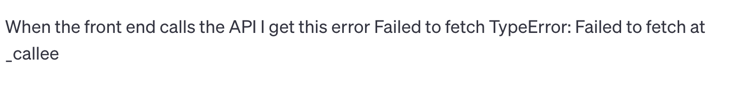 When the front end calls the API I get this error Failed to fetch TypeError: Failed to fetch at
_callee